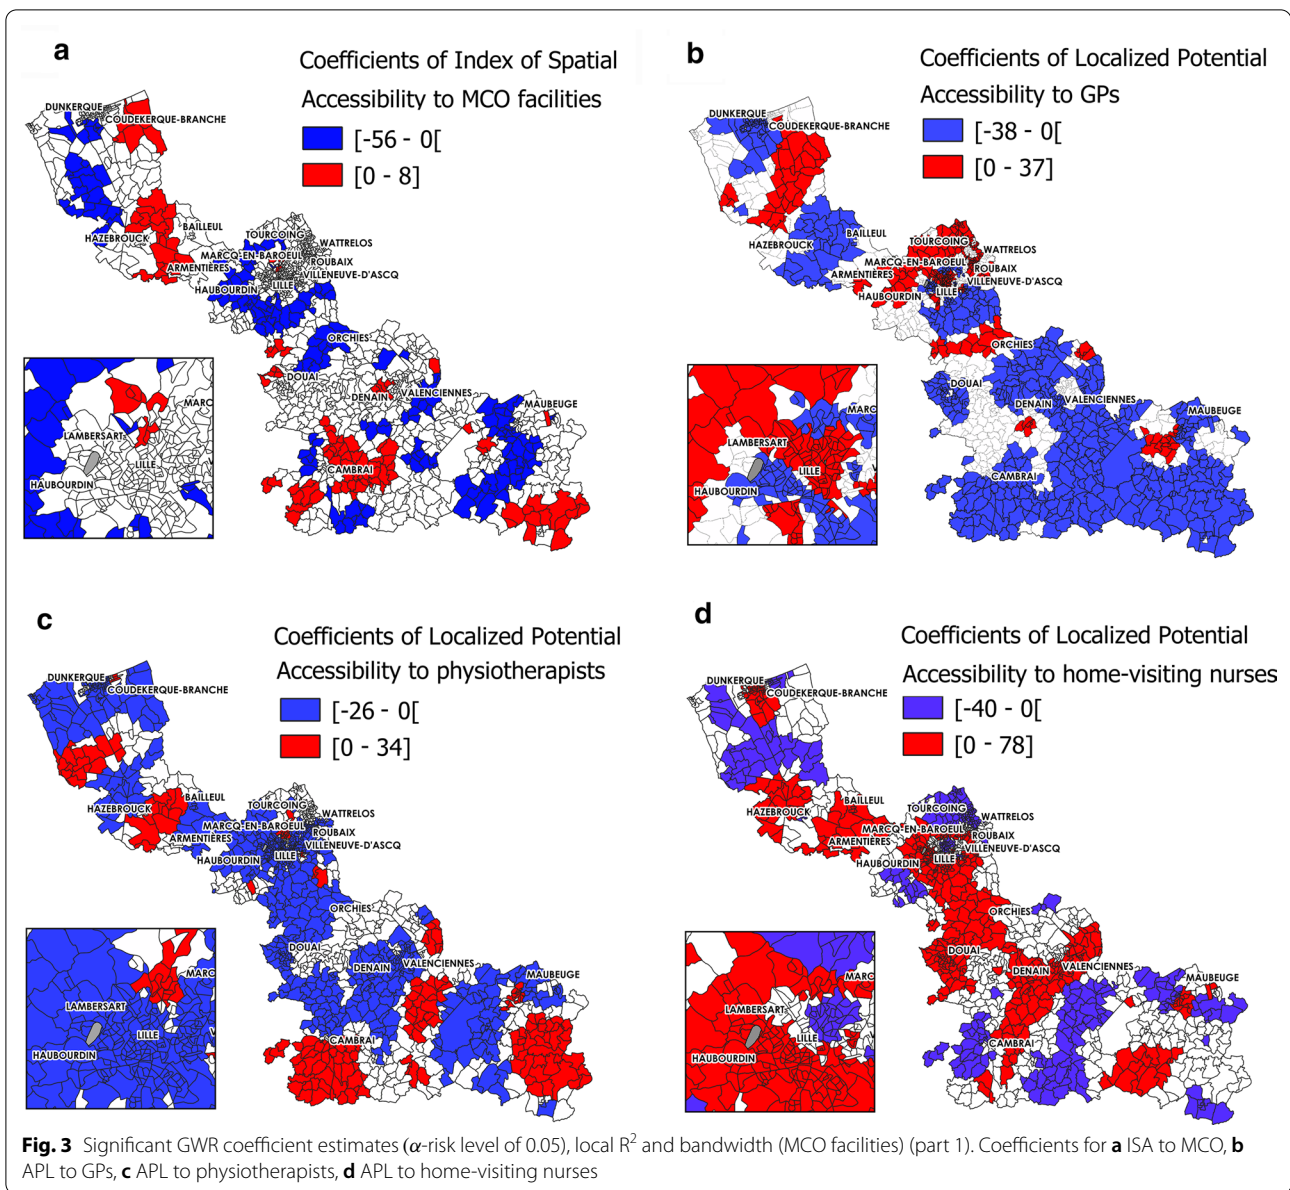 a
Coefficients of Index of Spatial
Accessibility to MCO facilities
[-56 - 0[
[0 - 8]
DUNKERQUE
COUDEKERQUE-BRANCHE
BAILLEUL
HAZEBROUCK
TOURCOING
WATTRELOS
MARCQ-EN-BAROEUL
ROUBAIX
ARMENTIÈRES
VILLENEUVE-D'ASCQ
HAUBOURDIN
LILLE
ORCHIES
DOUAI
DENAIN
VALENCIENNES
MAUBEUGE
CAMBRAI
MARC
LAMBERSART
LILLE
HAUBOURDIN
b
Coefficients of Localized Potential
Accessibility to GPs
[-38 - 0[
[0 - 37]
DUNKERQUE
COUDEKERQUE-BRANCHE
BAILLEUL
HAZEBROUCK
TOURCOING
WATTRELOS
MARCQ-EN-BAROEUL
ROUBAIX
ARMENTIÈRES
VILLENEUVE-D'ASCQ
HAUBOURDIN
LILLE
ORCHIES
DOUAI
DENAIN
VALENCIENNES
MAUBEUGE
CAMBRAI
MARC
LAMBERSART
LILLE
HAUBOURDIN
c
Coefficients of Localized Potential
Accessibility to physiotherapists
[-26 - 0[
[0 - 34]
DUNKERQUE
COUDEKERQUE-BRANCHE
BAILLEUL
HAZEBROUCK
TOURCOING
WATTRELOS
MARCQ-EN-BAROEUL
ROUBAIX
ARMENTIÈRES
VILLENEUVE-D'ASCQ
HAUBOURDIN
LILLE
ORCHIES
DOUAI
DENAIN
VALENCIENNES
MAUBEUGE
CAMBRAI
MARC
LAMBERSART
LILLE
HAUBOURDIN
d
Coefficients of Localized Potential
Accessibility to home-visiting nurses
[-40 - 0[
[0 - 78]
DUNKERQUE
COUDEKERQUE-BRANCHE
BAILLEUL
HAZEBROUCK
TOURCOING
WATTRELOS
MARCQ-EN-BAROEUL
ROUBAIX
ARMENTIÈRES
VILLENEUVE-D'ASCQ
HAUBOURDIN
LILLE
ORCHIES
DOUAI
DENAIN
VALENCIENNES
MAUBEUGE
CAMBRAI
MARC
LAMBERSART
LILLE
HAUBOURDIN
Fig. 3 Significant GWR coefficient estimates (α-risk level of 0.05), local R² and bandwidth (MCO facilities) (part 1). Coefficients for a ISA to MCO, b
APL to GPs, c APL to physiotherapists, d APL to home-visiting nurses